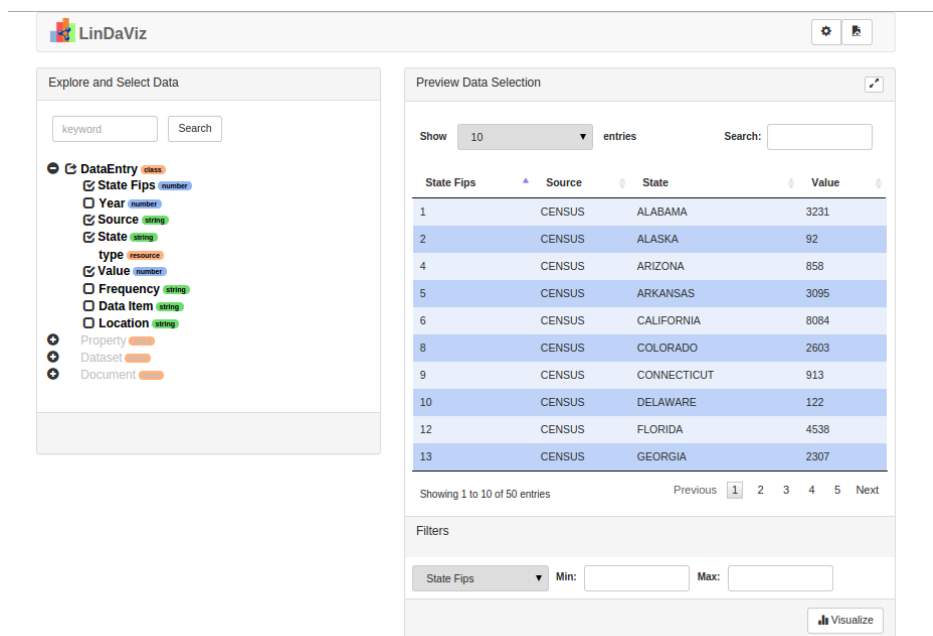 LinDaViz
Explore and Select Data
keyword Search
DataEntry class
State Fips number
Year number
Source string
State string
type resource
Value number
Frequency string
Data Item string
Location string
Property
Dataset
Document
Preview Data Selection
Show 10 entries Search:
State Fips Source State Value
1 CENSUS ALABAMA 3231
2 CENSUS ALASKA 92
4 CENSUS ARIZONA 858
5 CENSUS ARKANSAS 3095
6 CENSUS CALIFORNIA 8084
8 CENSUS COLORADO 2603
9 CENSUS CONNECTICUT 913
10 CENSUS DELAWARE 122
12 CENSUS FLORIDA 4538
13 CENSUS GEORGIA 2307
Showing 1 to 10 of 50 entries Previous 1 2 3 4 5 Next
Filters
State Fips Min: Max:
Visualize